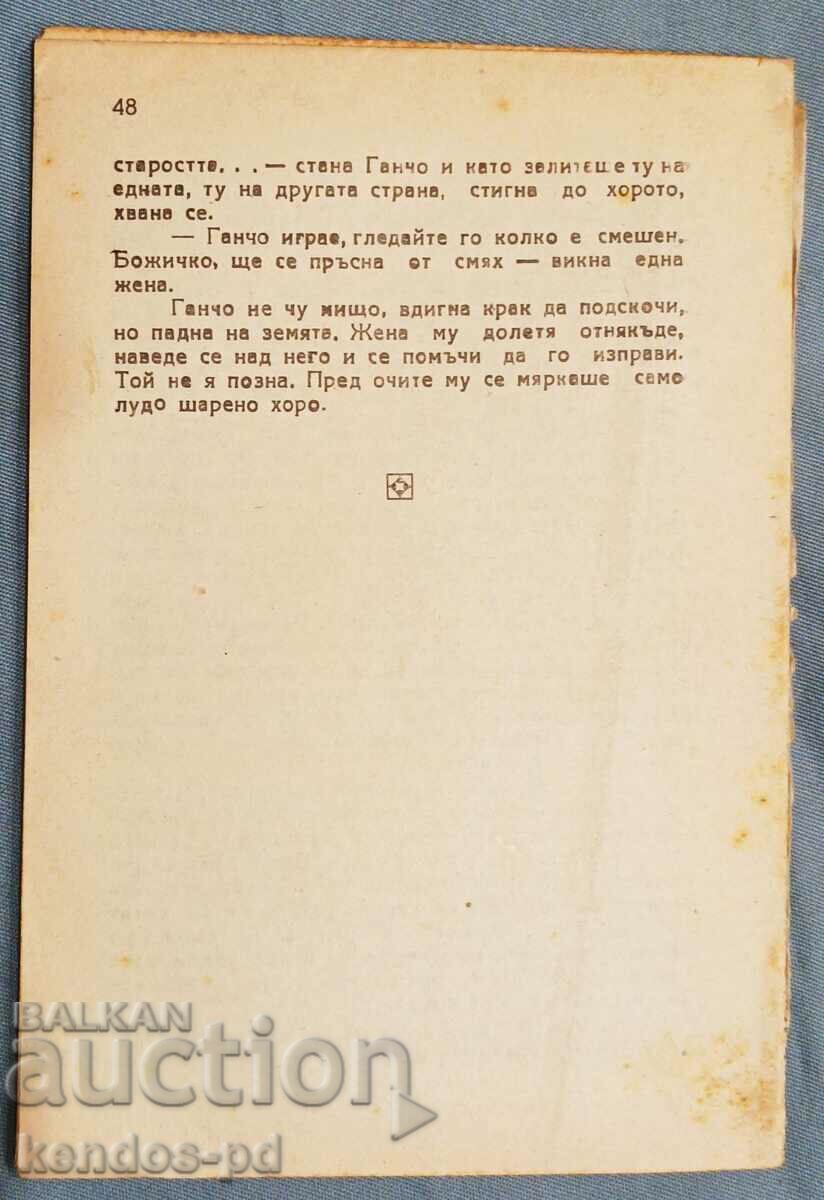 48
старостта. . . — стана Ганчо и като залиташе ту на
едната, ту на другата страна, стигна до хорото,
хвана се.
— Ганчо играе, гледайте го колко е смешен.
Божичко, ще се пръсна от смях — викна една
жена.
Ганчо не чу нищо, вдигна крак да подскочи,
но падна на земята. Жена му долетя отнякъде,
наведе се над него и се помъчи да го изправи.
Той не я позна. Пред очите му се мяркаше само
лудо шарено хоро.
BALKAN
auction
kendos-pd